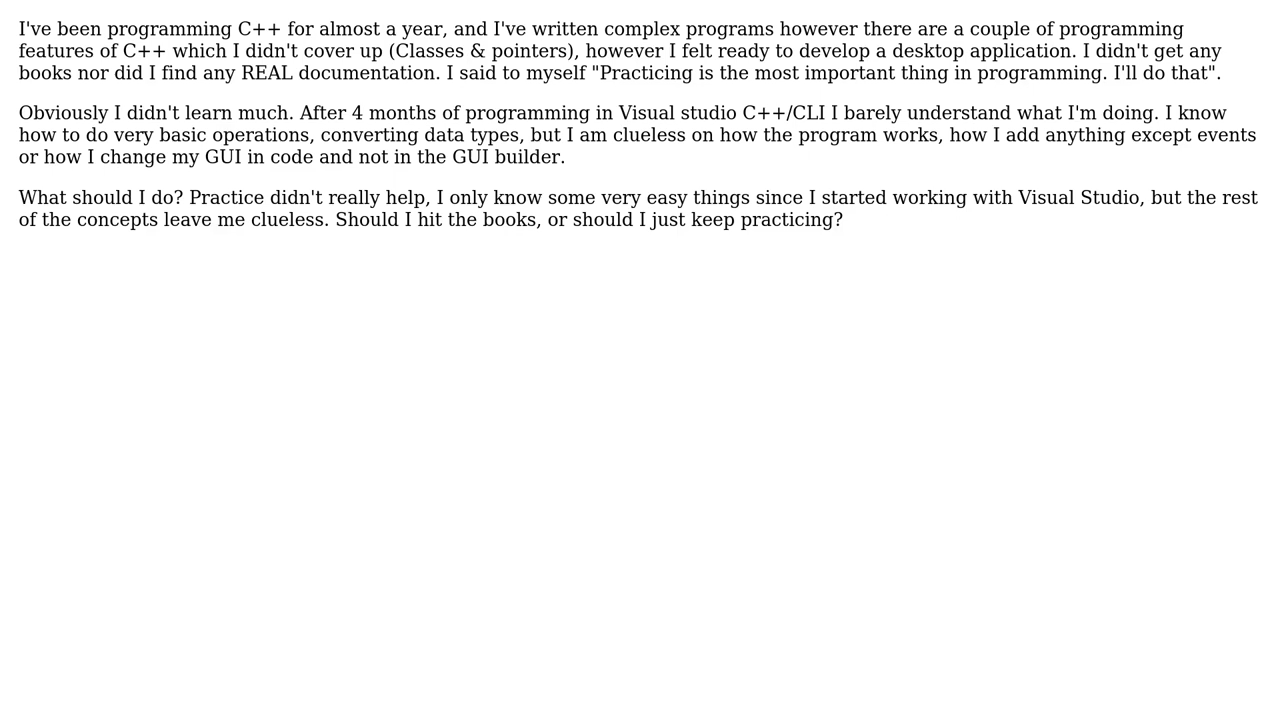 I've been programming C++ for almost a year, and I've written complex programs however there are a couple of programming
features of C++ which I didn't cover up (Classes & pointers), however I felt ready to develop a desktop application. I didn't get any
books nor did I find any REAL documentation. I said to myself "Practicing is the most important thing in programming. I'll do that".
Obviously I didn't learn much. After 4 months of programming in Visual studio C++/CLI I barely understand what I'm doing. I know
how to do very basic operations, converting data types, but I am clueless on how the program works, how I add anything except events
or how I change my GUI in code and not in the GUI builder.
What should I do? Practice didn't really help, I only know some very easy things since I started working with Visual Studio, but the rest
of the concepts leave me clueless. Should I hit the books, or should I just keep practicing?